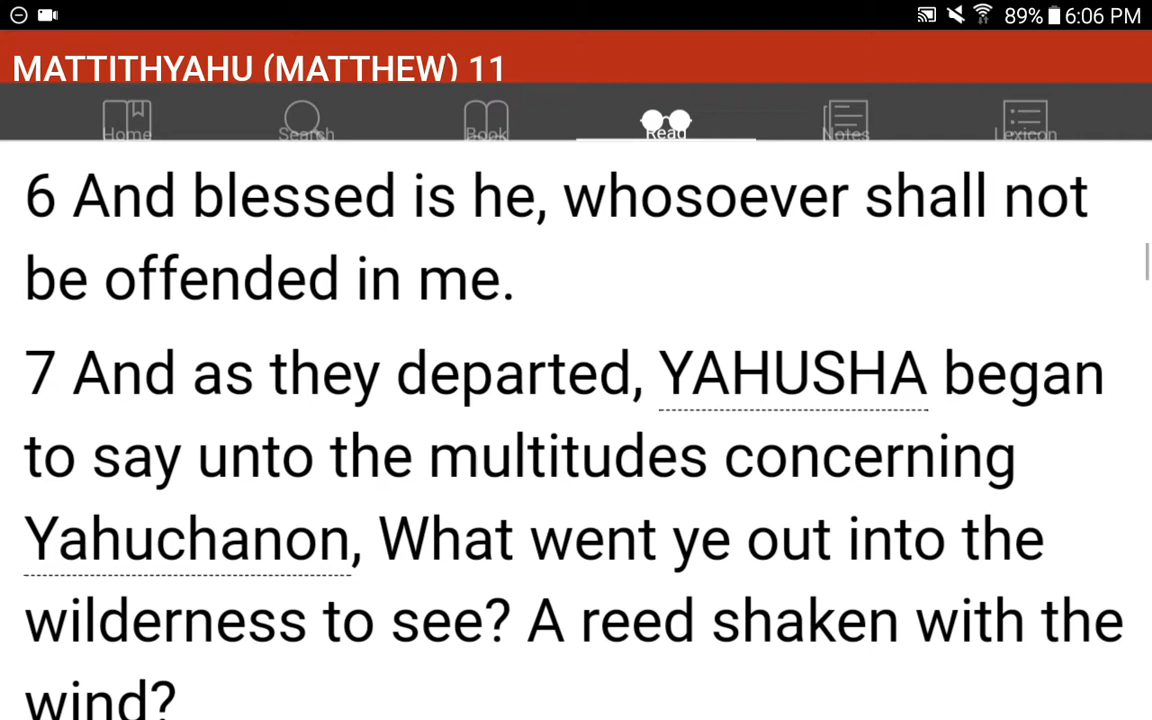 89% 6:06 PM
MATTITHYAHU (MATTHEW) 11
Home Search Book Read Notes Lexicon
6 And blessed is he, whosoever shall not
be offended in me.
7 And as they departed, YAHUSHA began
to say unto the multitudes concerning
Yahuchanon, What went ye out into the
wilderness to see? A reed shaken with the
wind?